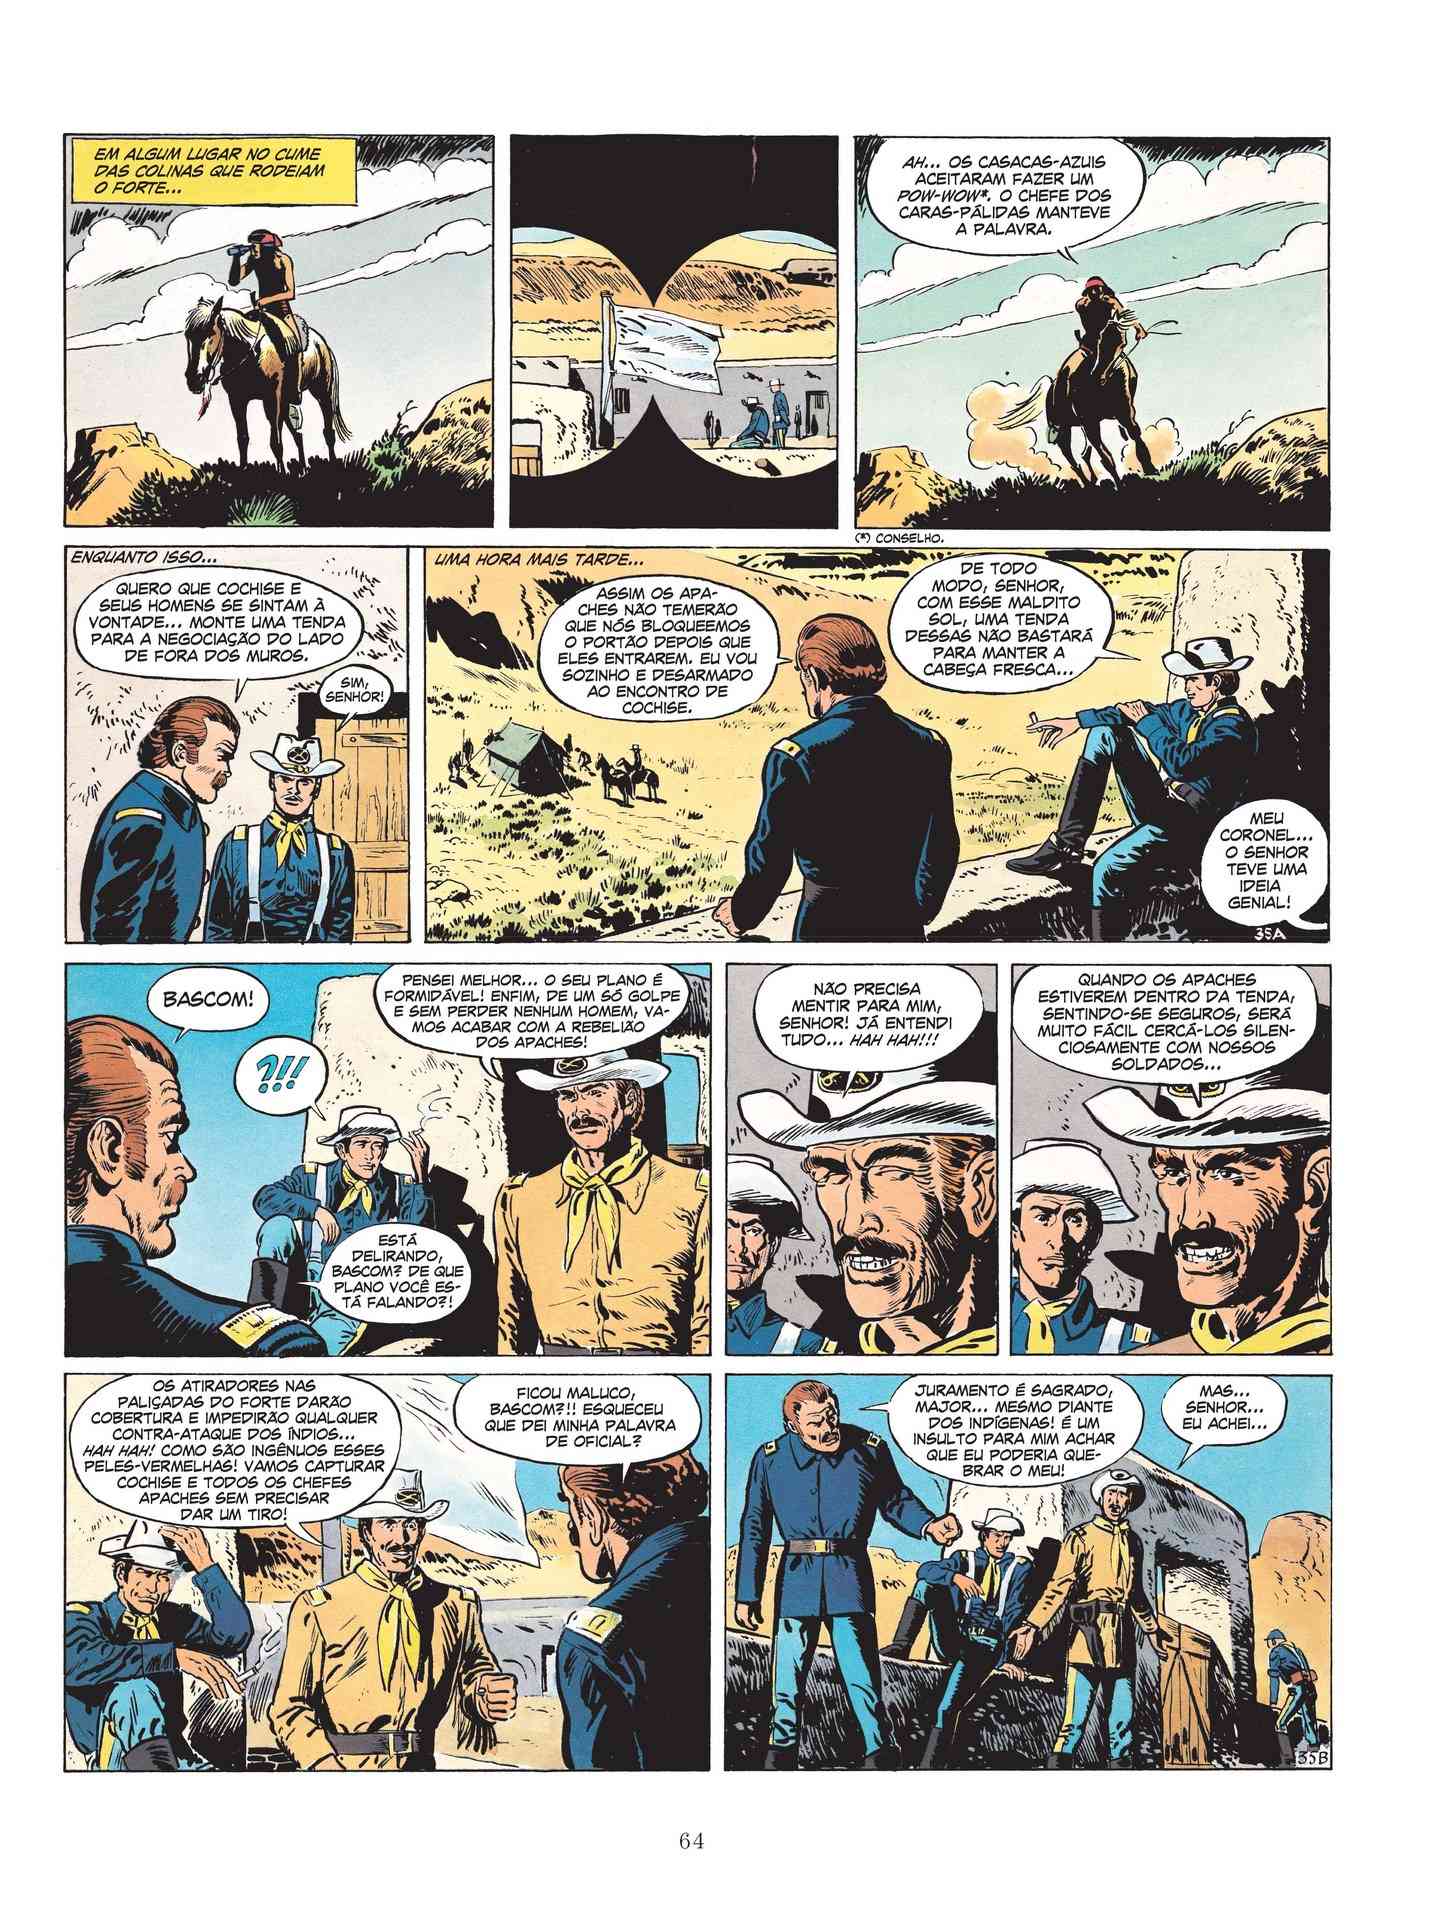 EM ALGUM LUGAR NO CUME
DAS COLINAS QUE RODEIAM
O FORTE...
AH... OS CASACAS-AZUIS
ACEITARAM FAZER UM
POW-WOW*. O CHEFE DOS
CARAS-PÁLIDAS MANTEVE
A PALAVRA.
(*) CONSELHO.
ENQUANTO ISSO...
QUERO QUE COCHISE E
SEUS HOMENS SE SINTAM À
VONTADE... MONTE UMA TENDA
PARA A NEGOCIAÇÃO DO LADO
DE FORA DOS MUROS.
SIM,
SENHOR!
UMA HORA MAIS TARDE...
ASSIM OS APA-
CHES NÃO TEMERÃO
QUE NÓS BLOQUEEMOS
O PORTÃO DEPOIS QUE
ELES ENTRAREM. EU VOU
SOZINHO E DESARMADO
AO ENCONTRO DE
COCHISE.
DE TODO
MODO, SENHOR,
COM ESSE MALDITO
SOL, UMA TENDA
DESSAS NÃO BASTARÁ
PARA MANTER A
CABEÇA FRESCA...
MEU
CORONEL...
O SENHOR
TEVE UMA
IDEIA
GENIAL!
35A
BASCOM!
?!!
PENSEI MELHOR... O SEU PLANO É
FORMIDÁVEL! ENFIM, DE UM SÓ GOLPE
E SEM PERDER NENHUM HOMEM, VA-
MOS ACABAR COM A REBELIÃO
DOS APACHES!
ESTÁ
DELIRANDO,
BASCOM? DE QUE
PLANO VOCÊ ES-
TÁ FALANDO?!
NÃO PRECISA
MENTIR PARA MIM,
SENHOR! JÁ ENTENDI
TUDO... HAH HAH!!!
QUANDO OS APACHES
ESTIVEREM DENTRO DA TENDA,
SENTINDO-SE SEGUROS, SERÁ
MUITO FÁCIL CERCÁ-LOS SILEN-
CIOSAMENTE COM NOSSOS
SOLDADOS...
OS ATIRADORES NAS
PALIÇADAS DO FORTE DARÃO
COBERTURA E IMPEDIRÃO QUALQUER
CONTRA-ATAQUE DOS ÍNDIOS...
HAH HAH! COMO SÃO INGÊNUOS ESSES
PELES-VERMELHAS! VAMOS CAPTURAR
COCHISE E TODOS OS CHEFES
APACHES SEM PRECISAR
DAR UM TIRO!
FICOU MALUCO,
BASCOM?!! ESQUECEU
QUE DEI MINHA PALAVRA
DE OFICIAL?
JURAMENTO É SAGRADO,
MAJOR... MESMO DIANTE
DOS INDÍGENAS! É UM
INSULTO PARA MIM ACHAR
QUE EU PODERIA QUE-
BRAR O MEU!
MAS...
SENHOR...
EU ACHEI...
35B
64